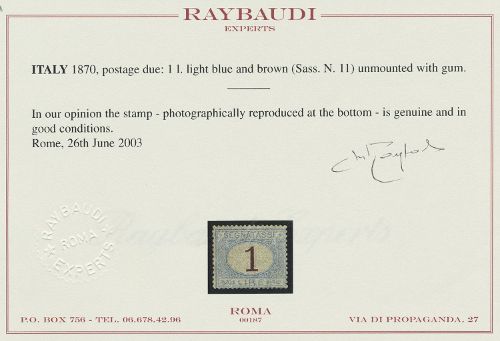 RAYBAUDI
EXPERTS
ITALY 1870, postage due: 1 l. light blue and brown (Sass. N. 11) unmounted with gum.
In our opinion the stamp - photographically reproduced at the bottom - is genuine and in
good conditions.
Rome, 26th June 2003
RAYBAUDI
ROMA
EXPERTS
Raybaudi Experts
SEGNATASSE
1
ROMA
00187
P.O. BOX 756 - TEL. 06.678.42.96
VIA DI PROPAGANDA, 27